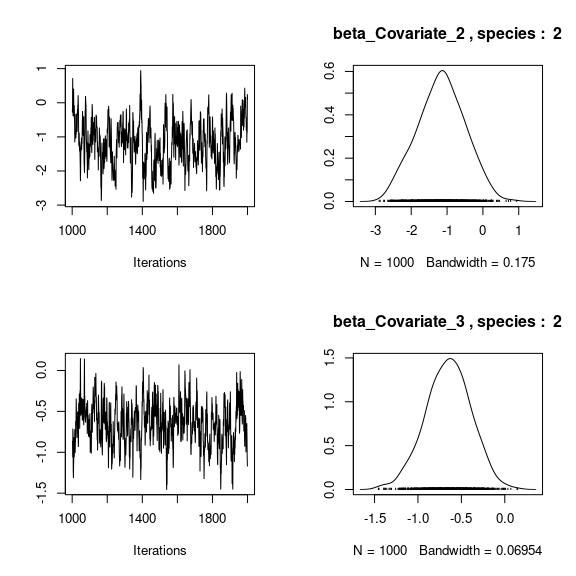 beta_Covariate_2 , species : 2
1
0
-1
-2
-3
1000 1400 1800
Iterations
0.6
0.4
0.2
0.0
-3 -2 -1 0 1
N = 1000 Bandwidth = 0.175
beta_Covariate_3 , species : 2
0.0
-0.5
-1.0
-1.5
1000 1400 1800
Iterations
1.5
1.0
0.5
0.0
-1.5 -1.0 -0.5 0.0
N = 1000 Bandwidth = 0.06954